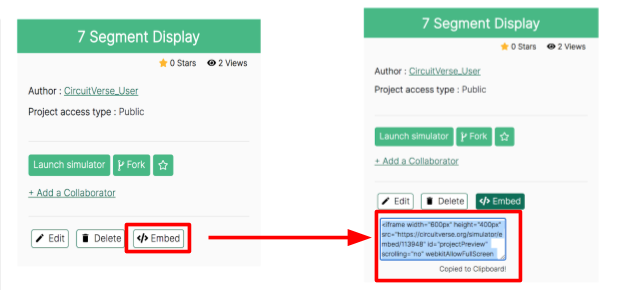 7 Segment Display
0 Stars 2 Views
Author : CircuitVerse_User
Project access type : Public
Launch simulator Fork
+ Add a Collaborator
Edit Delete </> Embed
7 Segment Display
0 Stars 2 Views
Author : CircuitVerse_User
Project access type : Public
Launch simulator Fork
+ Add a Collaborator
Edit Delete </> Embed
<iframe width="600px" height="400px"
src="https://circuitverse.org/simulator/e
mbed/113948" id="projectPreview"
scrolling="no" webkitAllowFullScreen
Copied to Clipboard!